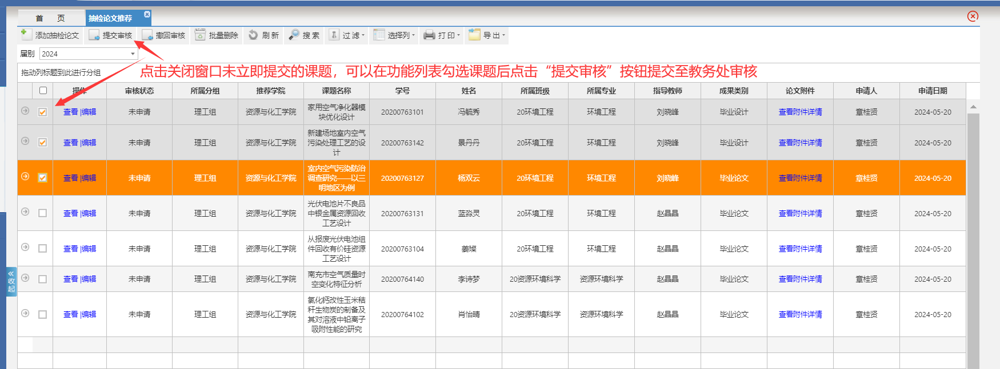 首 页
抽检论文推荐
添加抽检论文 提交审核 撤回审核 批量删除 刷 新 搜 索 过 滤 选择列 打 印 导 出
届别 2024
拖动列标题到此进行分组
点击关闭窗口未立即提交的课题，可以在功能列表勾选课题后点击“提交审核”按钮提交至教务处审核
操作 审核状态 所属分组 推荐学院 课题名称 学号 姓名 所属班级 所属专业 指导教师 成果类别 论文附件 申请人 申请日期
查看 |编辑 未申请 理工组 资源与化工学院 家用空气净化器模块优化设计 20200763101 冯毓秀 20环境工程 环境工程 刘晓峰 毕业设计 查看附件详情 章桂贤 2024-05-20
查看 |编辑 未申请 理工组 资源与化工学院 新建场地室内空气污染处理工艺的设计 20200763142 景丹丹 20环境工程 环境工程 刘晓峰 毕业设计 查看附件详情 章桂贤 2024-05-20
查看 |编辑 未申请 理工组 资源与化工学院 室内空气污染防治调查研究——以三明地区为例 20200763127 杨双云 20环境工程 环境工程 刘晓峰 毕业论文 查看附件详情 章桂贤 2024-05-20
查看 |编辑 未申请 理工组 资源与化工学院 光伏电池片不良品中银金属资源回收工艺设计 20200763131 蓝淼灵 20环境工程 环境工程 赵晶晶 毕业论文 查看附件详情 章桂贤 2024-05-20
查看 |编辑 未申请 理工组 资源与化工学院 从报废光伏电池组件回收有价硅资源工艺设计 20200763104 姜璨 20环境工程 环境工程 赵晶晶 毕业论文 查看附件详情 章桂贤 2024-05-20
查看 |编辑 未申请 理工组 资源与化工学院 南充市空气质量时空变化特征分析 20200764140 李诗梦 20资源环境科学 资源环境科学 赵晶晶 毕业论文 查看附件详情 章桂贤 2024-05-20
查看 |编辑 未申请 理工组 资源与化工学院 氯化钙改性玉米秸秆生物炭的制备及其对溶液中铅离子吸附性能的研究 20200764102 肖怡晴 20资源环境科学 资源环境科学 赵晶晶 毕业论文 查看附件详情 章桂贤 2024-05-20
收起